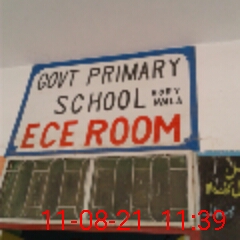 GOVT PRIMARY
SCHOOL
ECE ROOM
11-08-21 11:39